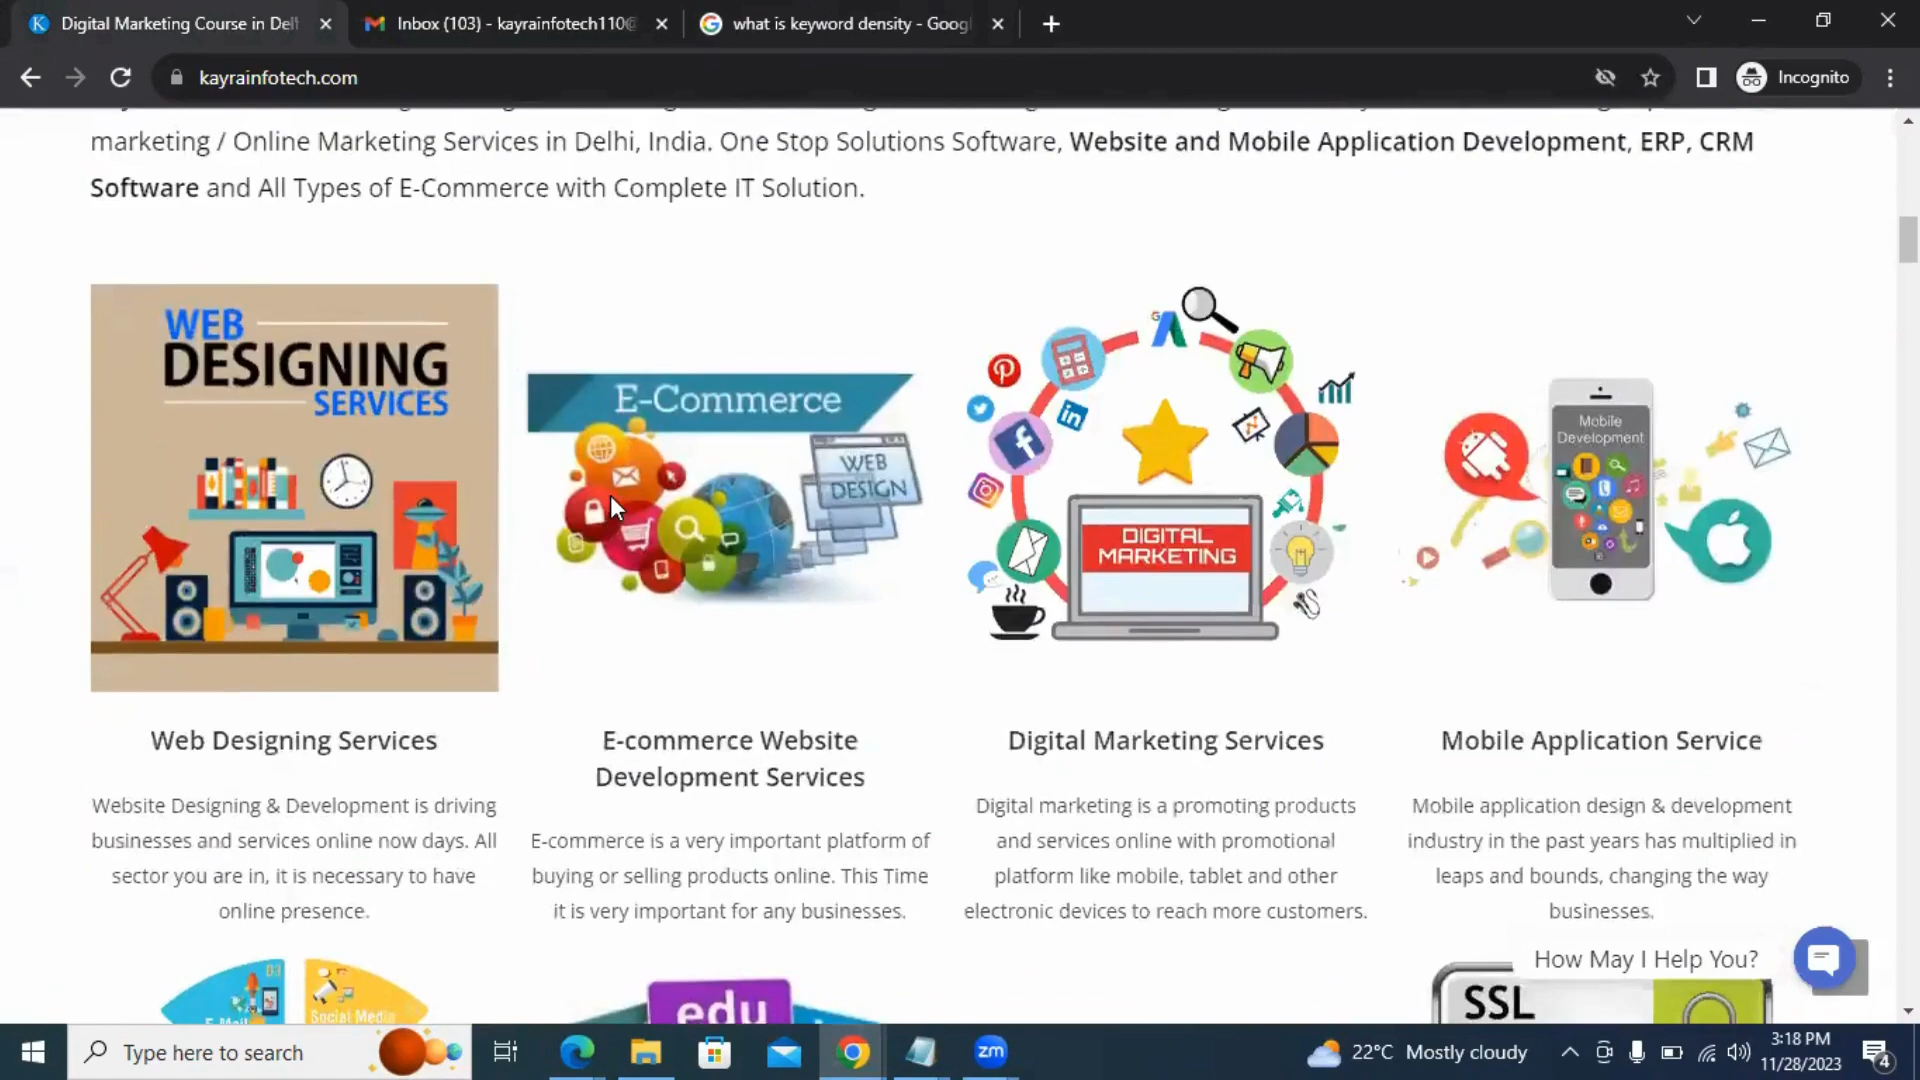 Digital Marketing Course in Del
Inbox (103) - kayrainfotech110@
what is keyword density - Goog
kayrainfotech.com
Incognito
marketing / Online Marketing Services in Delhi, India. One Stop Solutions Software, Website and Mobile Application Development, ERP, CRM
Software and All Types of E-Commerce with Complete IT Solution.
WEB
DESIGNING
SERVICES
E-Commerce
WEB
DESIGN
DIGITAL
MARKETING
Mobile
Development
Web Designing Services
Website Designing & Development is driving
businesses and services online now days. All
sector you are in, it is necessary to have
online presence.
E-commerce Website
Development Services
E-commerce is a very important platform of
buying or selling products online. This Time
it is very important for any businesses.
Digital Marketing Services
Digital marketing is a promoting products
and services online with promotional
platform like mobile, tablet and other
electronic devices to reach more customers.
Mobile Application Service
Mobile application design & development
industry in the past years has multiplied in
leaps and bounds, changing the way
businesses.
Social Media
edu
SSL
How May I Help You?
Type here to search
zm
22°C Mostly cloudy
3:18 PM
11/28/2023
4